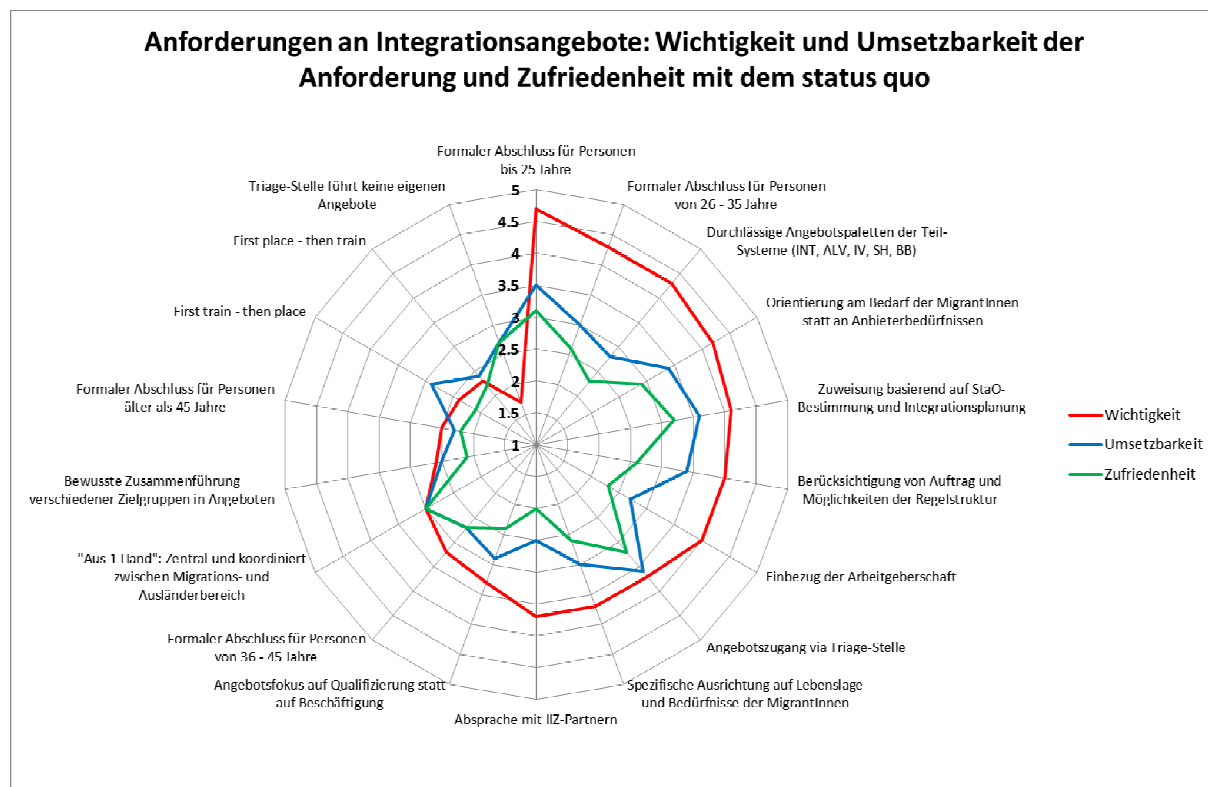 Anforderungen an Integrationsangebote: Wichtigkeit und Umsetzbarkeit der
Anforderung und Zufriedenheit mit dem status quo
Formaler Abschluss für Personen
bis 25 Jahre
Formaler Abschluss für Personen
von 26 - 35 Jahre
Durchlässige Angebotspaletten der Teil-
Systeme (INT, ALV, IV, SH, BB)
Orientierung am Bedarf der MigrantInnen
statt an Anbieterbedürfnissen
Zuweisung basierend auf StaO-
Bestimmung und Integrationsplanung
Berücksichtigung von Auftrag und
Möglichkeiten der Regelstruktur
Einbezug der Arbeitgeberschaft
Angebotszugang via Triage-Stelle
Spezifische Ausrichtung auf Lebenslage
und Bedürfnisse der MigrantInnen
Absprache mit IIZ-Partnern
Angebotsfokus auf Qualifizierung statt
auf Beschäftigung
Formaler Abschluss für Personen
von 36 - 45 Jahre
"Aus 1 Hand": Zentral und koordiniert
zwischen Migrations- und
Ausländerbereich
Bewusste Zusammenführung
verschiedener Zielgruppen in Angeboten
Formaler Abschluss für Personen
älter als 45 Jahre
First train - then place
First place - then train
Triage-Stelle führt keine eigenen
Angebote
5
4.5
4
3.5
3
2.5
2
1.5
1
Wichtigkeit
Umsetzbarkeit
Zufriedenheit